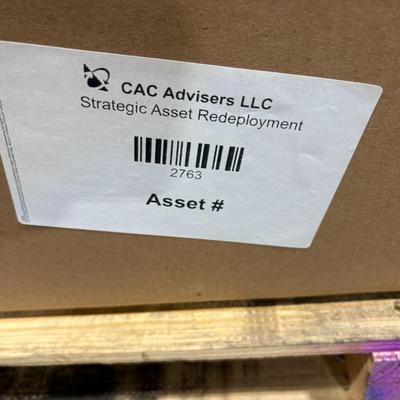 CAC Advisers LLC
Strategic Asset Redeployment
2763
Asset #